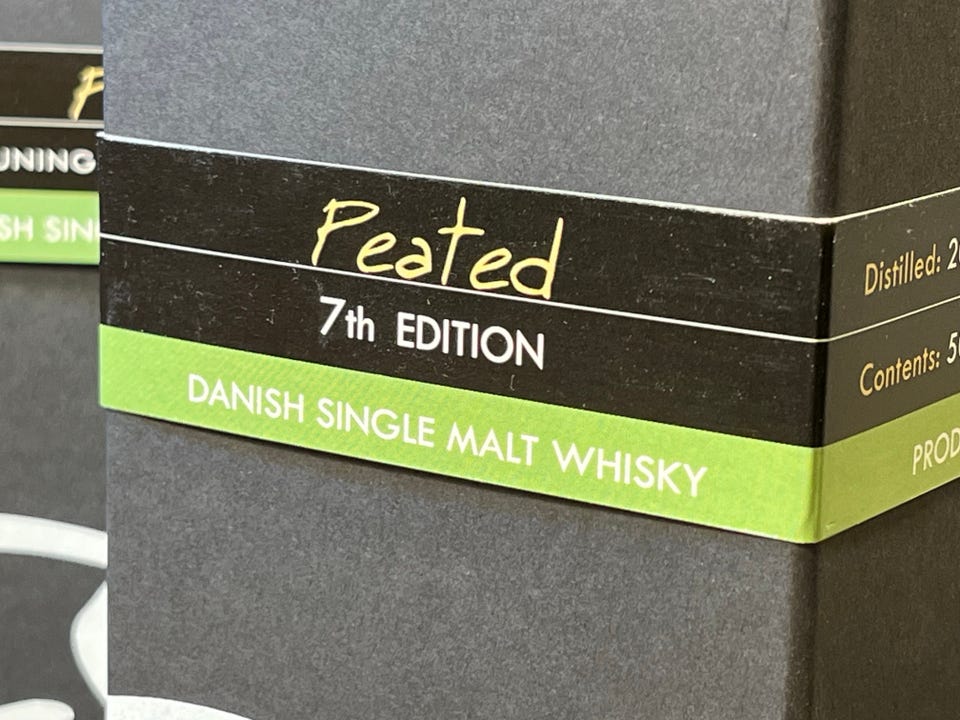 Peated
7th EDITION
DANISH SINGLE MALT WHISKY
Distilled:
Contents: